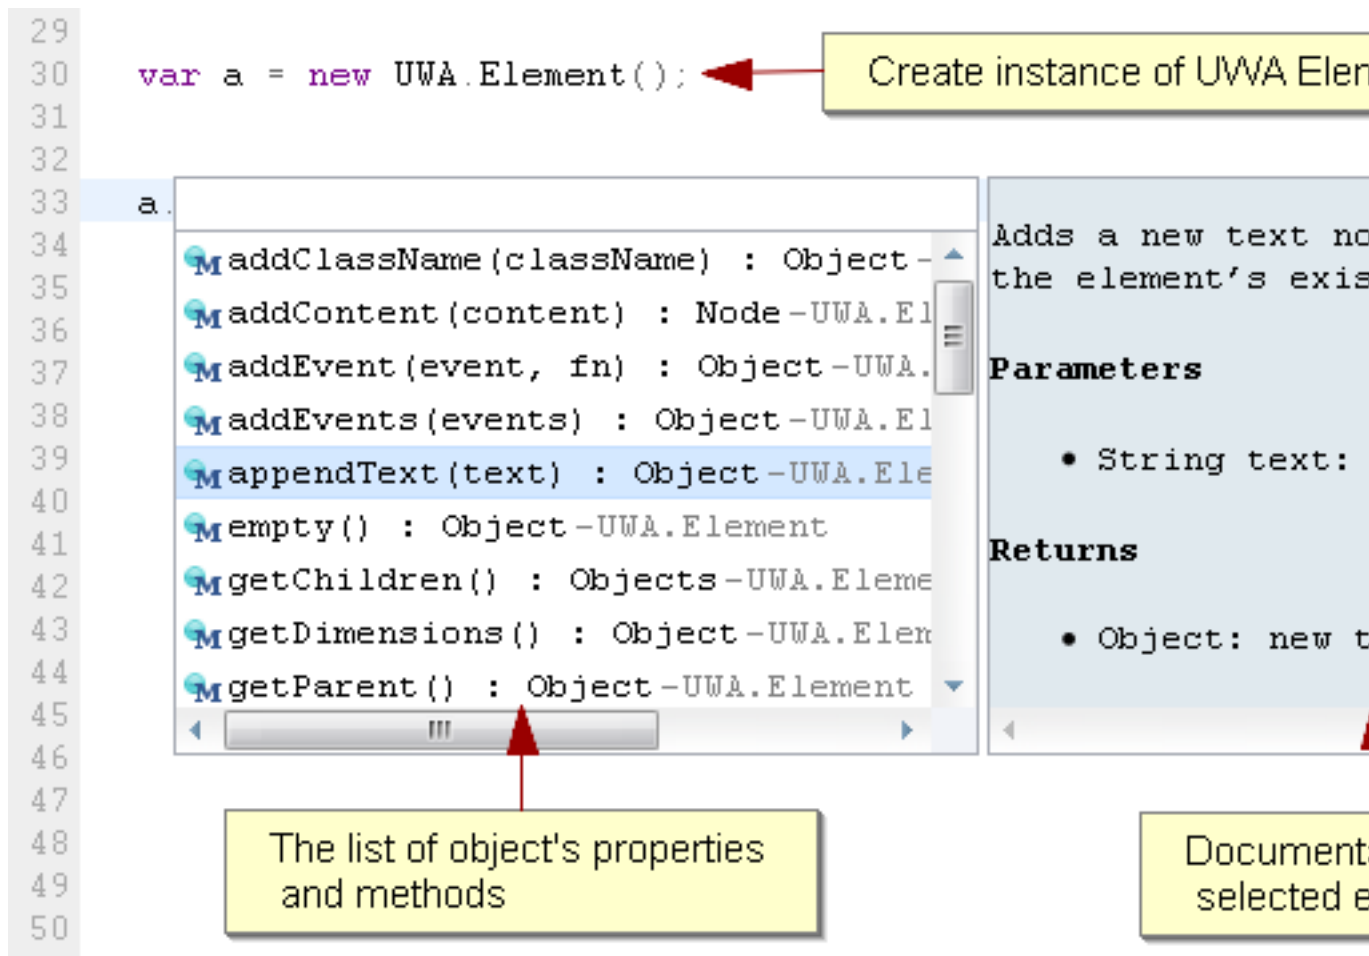 29
30 var a = new UWA.Element(); Create instance of UWA
31
32
33 a.
34
35
36
37
38
39
40
41
42
43
44
45
46
47
48
49
50
addClassName(className) : Object-
addContent(content) : Node-UWA.El
addEvent(event, fn) : Object-UWA.
addEvents(events) : Object-UWA.El
appendText(text) : Object-UWA.Ele
empty() : Object-UWA.Element
getChildren() : Objects-UWA.Eleme
getDimensions() : Object-UWA.Elem
getParent() : Object-UWA.Element
Adds a new text
the element's
Parameters
• String text:
Returns
• Object: new
The list of object's properties
and methods
selected